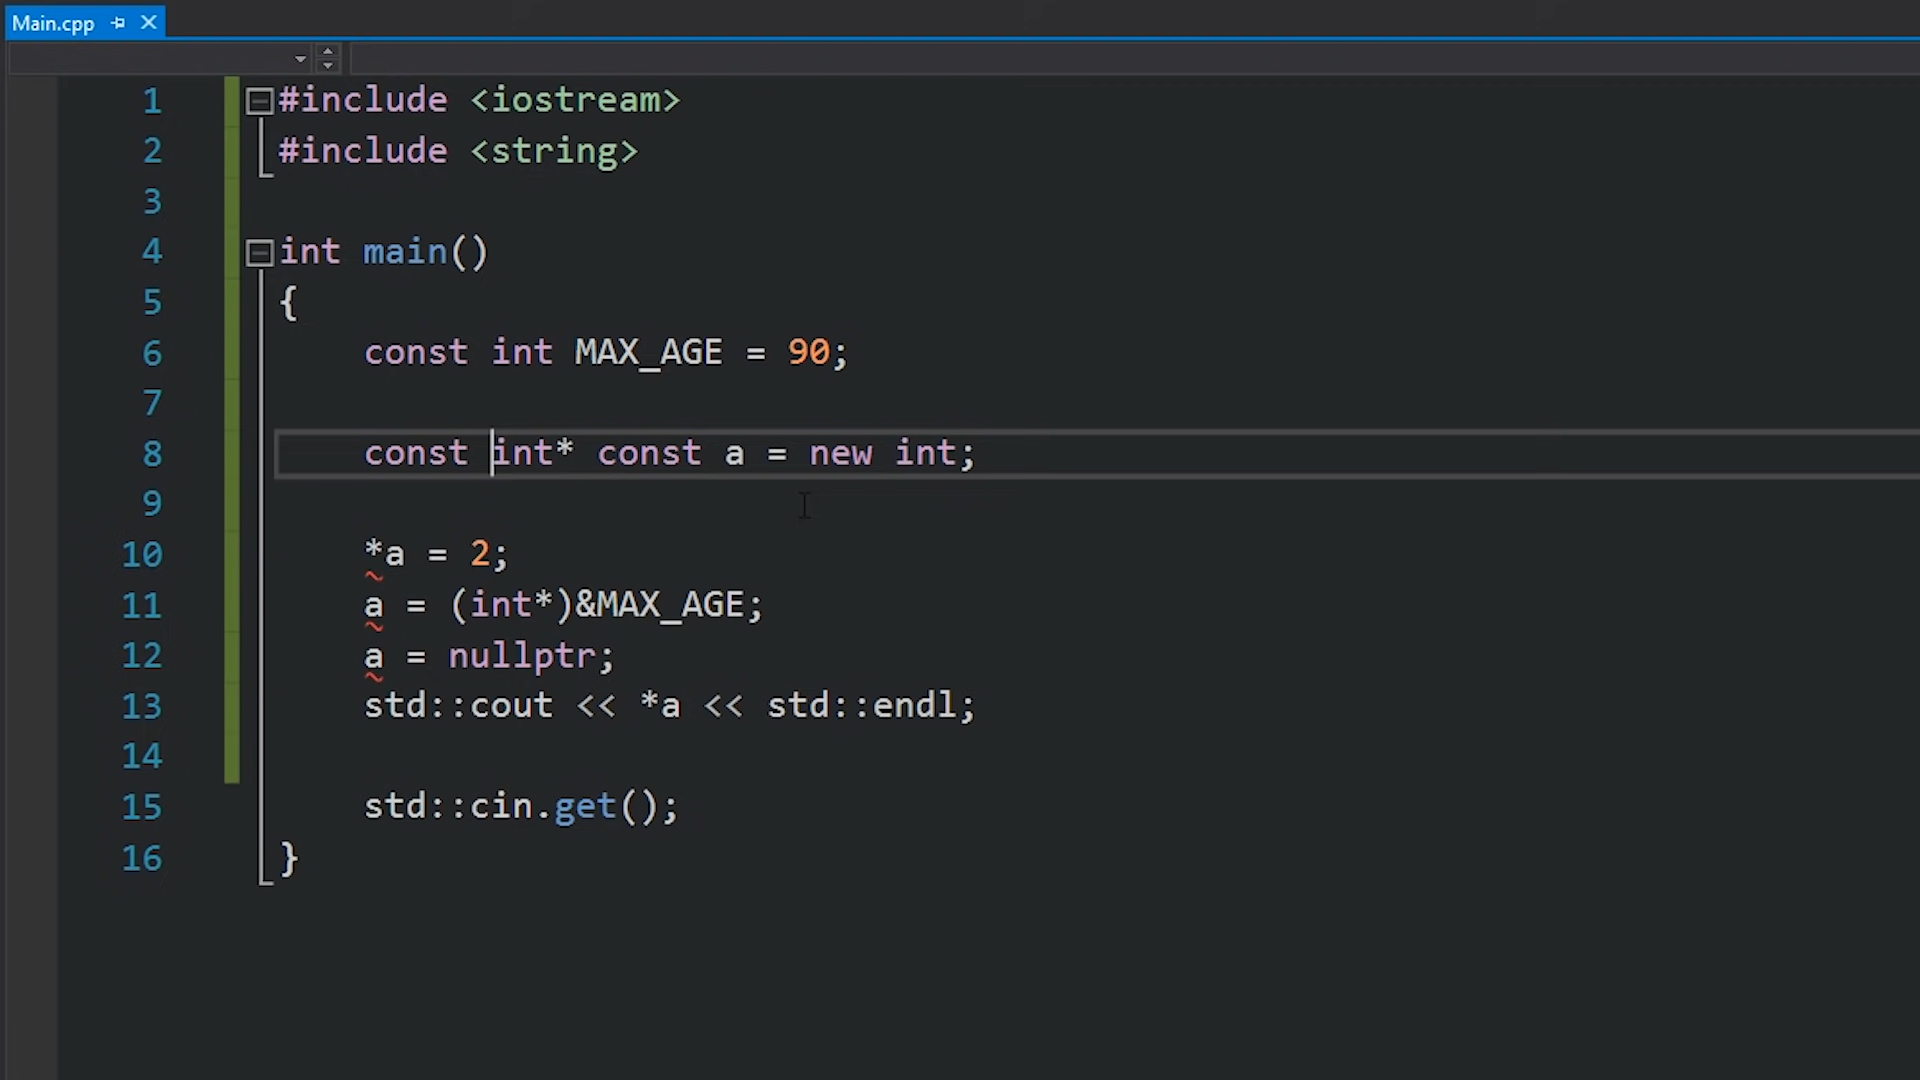 Main.cpp
1 #include <iostream>
2 #include <string>
3
4 int main()
5 {
6 const int MAX_AGE = 90;
7
8 const int* const a = new int;
9
10 *a = 2;
11 a = (int*)&MAX_AGE;
12 a = nullptr;
13 std::cout << *a << std::endl;
14
15 std::cin.get();
16 }